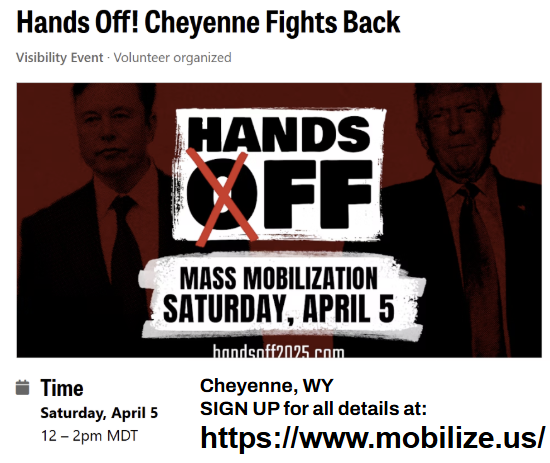 Hands Off! Cheyenne Fights Back
Visibility Event · Volunteer organized
HANDS
OFF
MASS MOBILIZATION
SATURDAY, APRIL 5
handsoff2025.com
Time
Saturday, April 5
12 – 2pm MDT
Cheyenne, WY
SIGN UP for all details at:
https://www.mobilize.us/